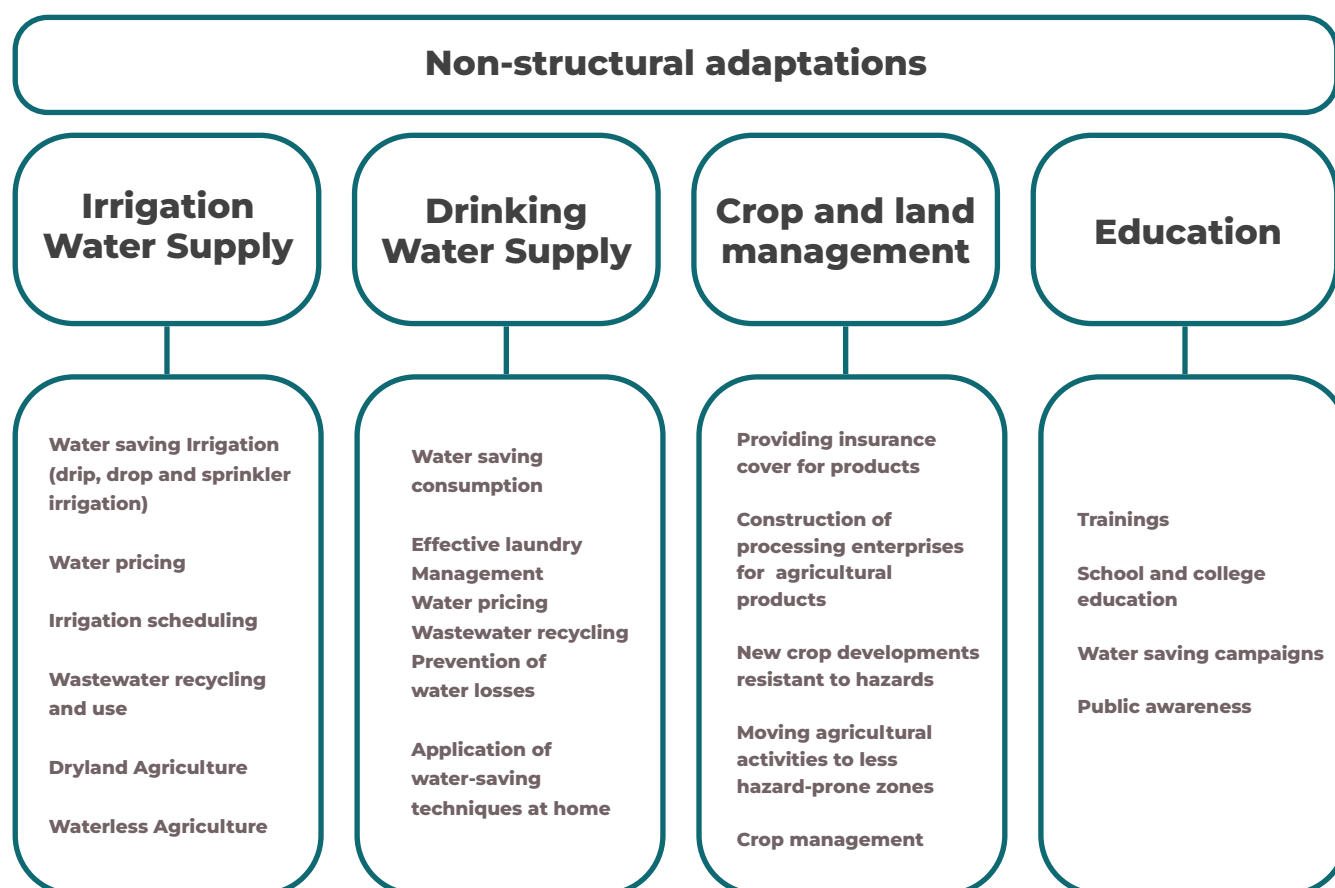 Non-structural adaptations
Irrigation
Water Supply
Drinking
Water Supply
Crop and land
management
Education
Water saving Irrigation
(drip, drop and sprinkler
irrigation)
Water pricing
Irrigation scheduling
Wastewater recycling
and use
Dryland Agriculture
Waterless Agriculture
Water saving
consumption
Effective laundry
Management
Water pricing
Wastewater recycling
Prevention of
water losses
Application of
water-saving
techniques at home
Providing insurance
cover for products
Construction of
processing enterprises
for  agricultural
products
New crop developments
resistant to hazards
Moving agricultural
activities to less
hazard-prone zones
Crop management
Trainings
School and college
education
Water saving campaigns
Public awareness